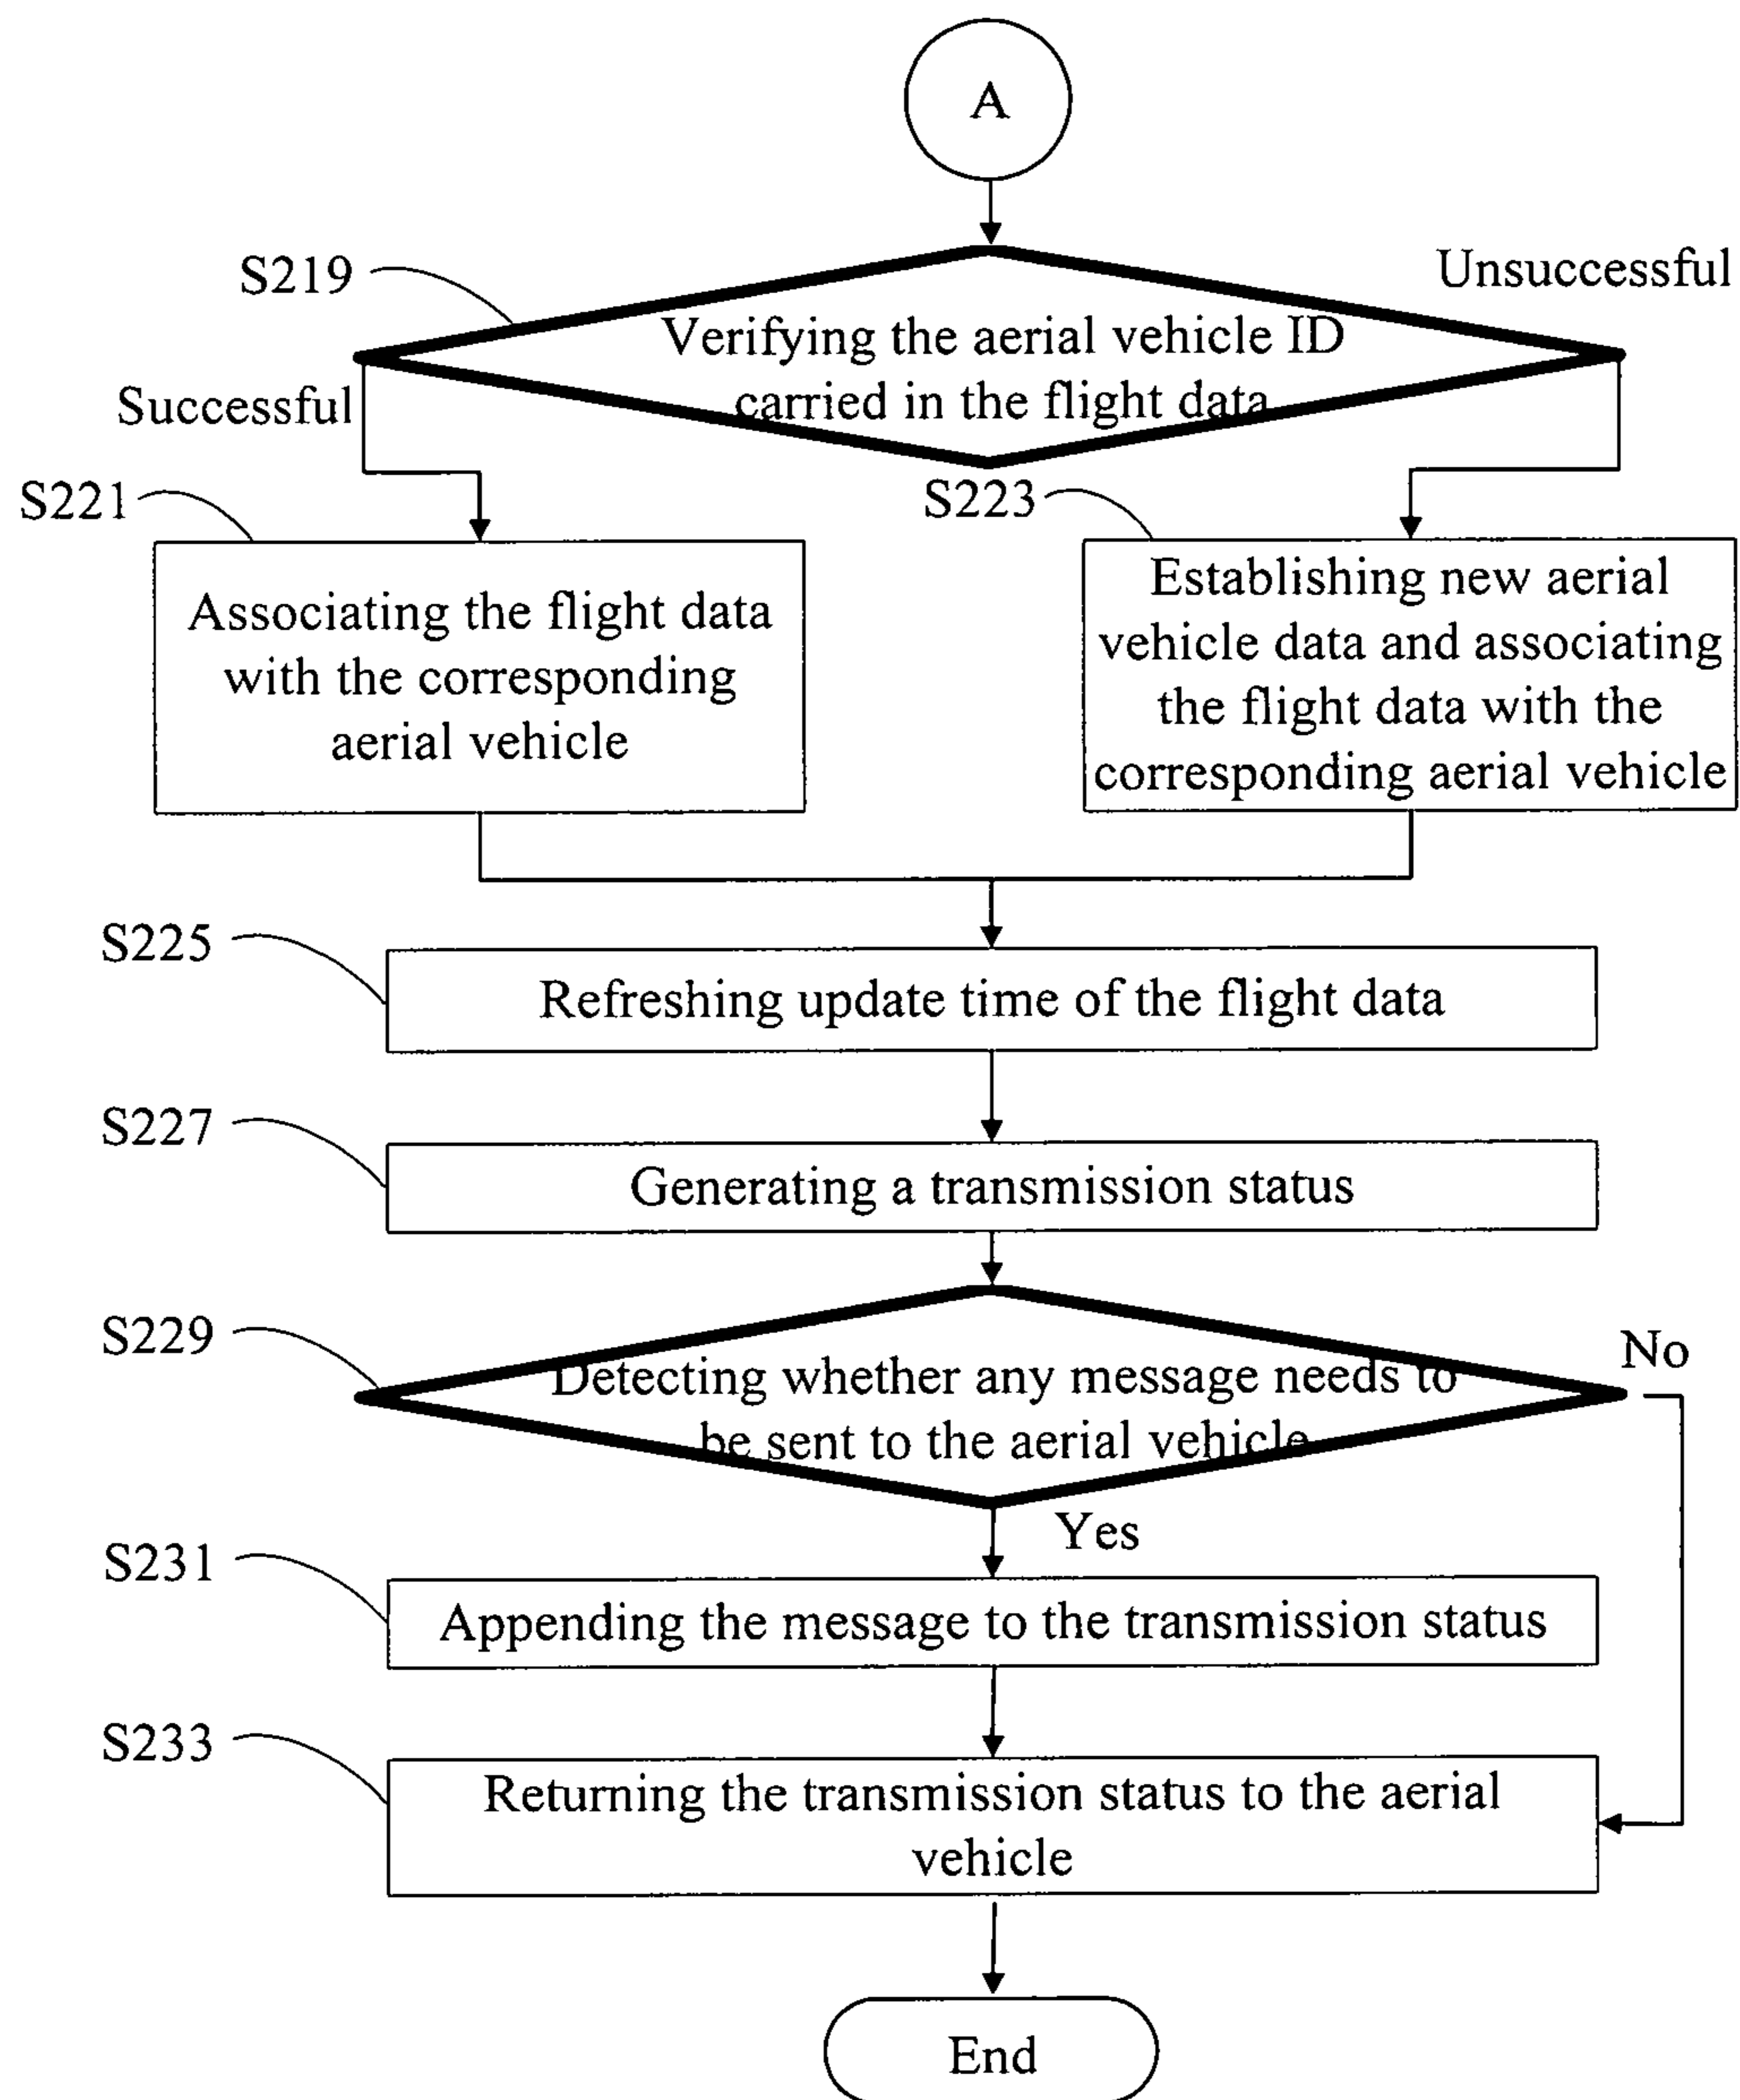 A
S219
Unsuccessful
Verifying the aerial vehicle ID
carried in the flight data
Successful
S221
S223
Associating the flight data
with the corresponding
aerial vehicle
Establishing new aerial
vehicle data and associating
the flight data with the
corresponding aerial vehicle
S225
Refreshing update time of the flight data
S227
Generating a transmission status
S229
No
Detecting whether any message needs to
be sent to the aerial vehicle
Yes
S231
Appending the message to the transmission status
S233
Returning the transmission status to the aerial
vehicle
End